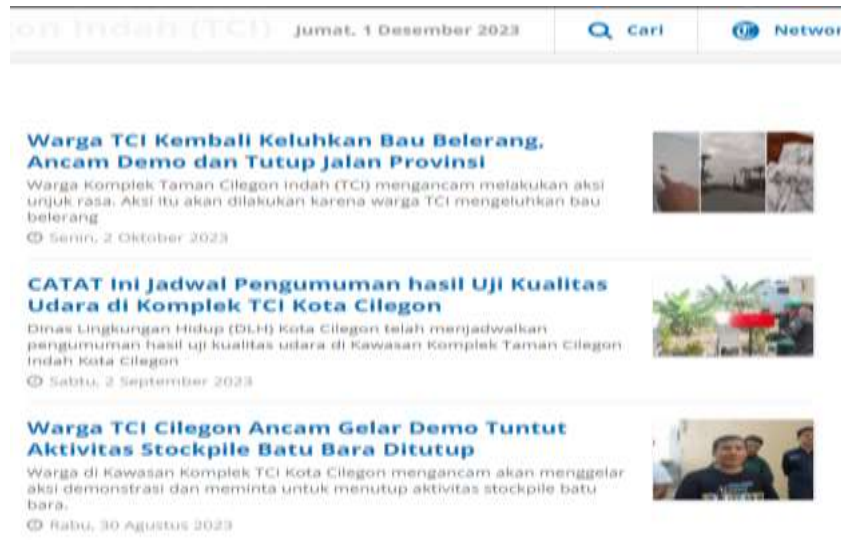 on Indah (TCI)
Jumat, 1 Desember 2023
Cari
Networ
Warga TCI Kembali Keluhkan Bau Belerang,
Ancam Demo dan Tutup Jalan Provinsi
Warga Komplek Taman Cilegon Indah (TCI) mengancam melakukan aksi
unjuk rasa. Aksi itu akan dilakukan karena warga TCI mengeluhkan bau
belerang
Senin, 2 Oktober 2023
CATAT Ini Jadwal Pengumuman hasil Uji Kualitas
Udara di Komplek TCI Kota Cilegon
Dinas Lingkungan Hidup (DLH) Kota Cilegon telah menjadwalkan
pengumuman hasil uji kualitas udara di Kawasan Komplek Taman Cilegon
Indah Kota Cilegon
Sabtu, 2 September 2023
Warga TCI Cilegon Ancam Gelar Demo Tuntut
Aktivitas Stockpile Batu Bara Ditutup
Warga di Kawasan Komplek TCI Kota Cilegon mengancam akan menggelar
aksi demonstrasi dan meminta untuk menutup aktivitas stockpile batu
bara.
Rabu, 30 Agustus 2023